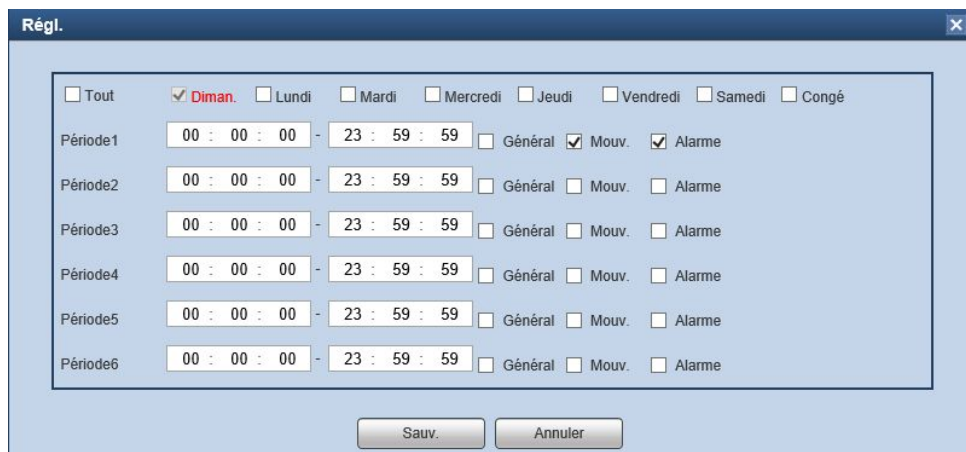 Régl.
Tout Diman. Lundi Mardi Mercredi Jeudi Vendredi Samedi Congé
Période1 00 : 00 : 00 - 23 : 59 : 59 Général Mouv. Alarme
Période2 00 : 00 : 00 - 23 : 59 : 59 Général Mouv. Alarme
Période3 00 : 00 : 00 - 23 : 59 : 59 Général Mouv. Alarme
Période4 00 : 00 : 00 - 23 : 59 : 59 Général Mouv. Alarme
Période5 00 : 00 : 00 - 23 : 59 : 59 Général Mouv. Alarme
Période6 00 : 00 : 00 - 23 : 59 : 59 Général Mouv. Alarme
Sauv. Annuler